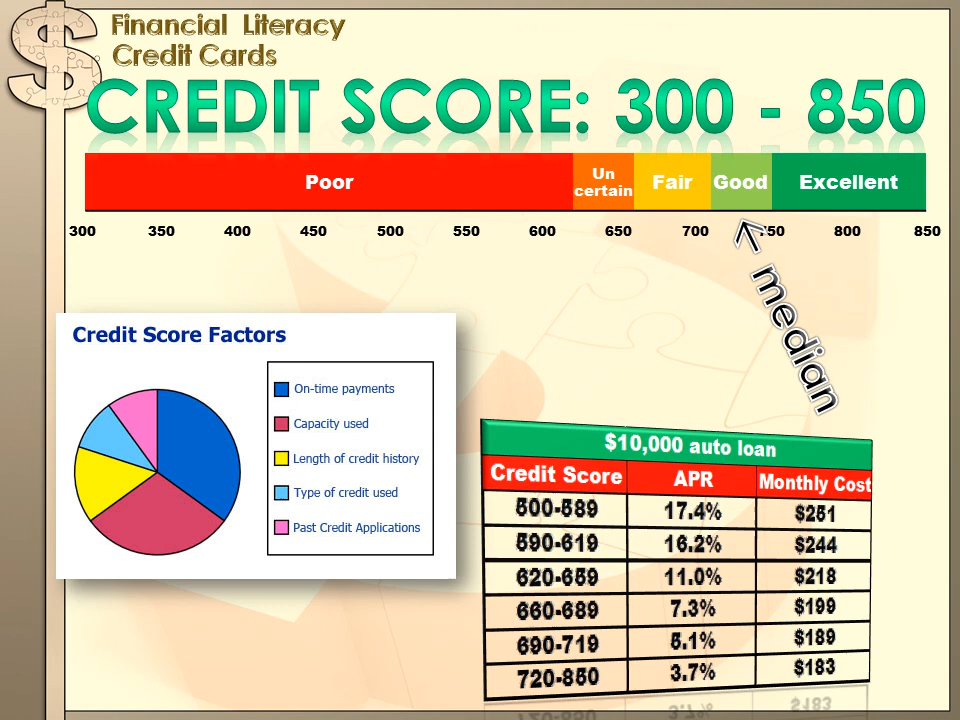 Financial Literacy
Credit Cards
CREDIT SCORE: 300 - 850
Poor
Un
certain
Fair
Good
Excellent
300 350 400 450 500 550 600 650 700 750 800 850
← median
Credit Score Factors
On-time payments
Capacity used
Length of credit history
Type of credit used
Past Credit Applications
$10,000 auto loan
Credit Score APR Monthly Cost
500-589 17.4% $251
590-619 16.2% $244
620-659 11.0% $218
660-689 7.3% $199
690-719 5.1% $189
720-850 3.7% $183